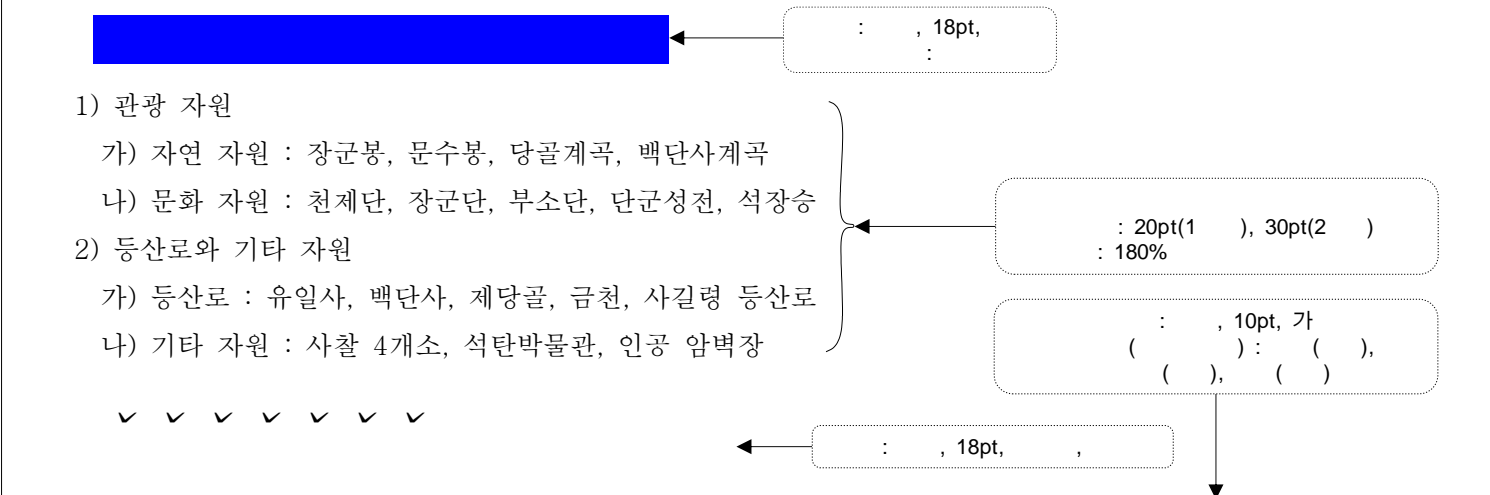 : , 18pt,
:
1) 관광 자원
가) 자연 자원 : 장군봉, 문수봉, 당골계곡, 백단사계곡
나) 문화 자원 : 천제단, 장군단, 부소단, 단군성전, 석장승
: 20pt(1 ), 30pt(2 )
: 180%
2) 등산로와 기타 자원
가) 등산로 : 유일사, 백단사, 제당골, 금천, 사길령 등산로
나) 기타 자원 : 사찰 4개소, 석탄박물관, 인공 암벽장
: , 10pt, 가
( ) : ( ),
( ), ( )
✓ ✓ ✓ ✓ ✓ ✓ ✓
: , 18pt, ,